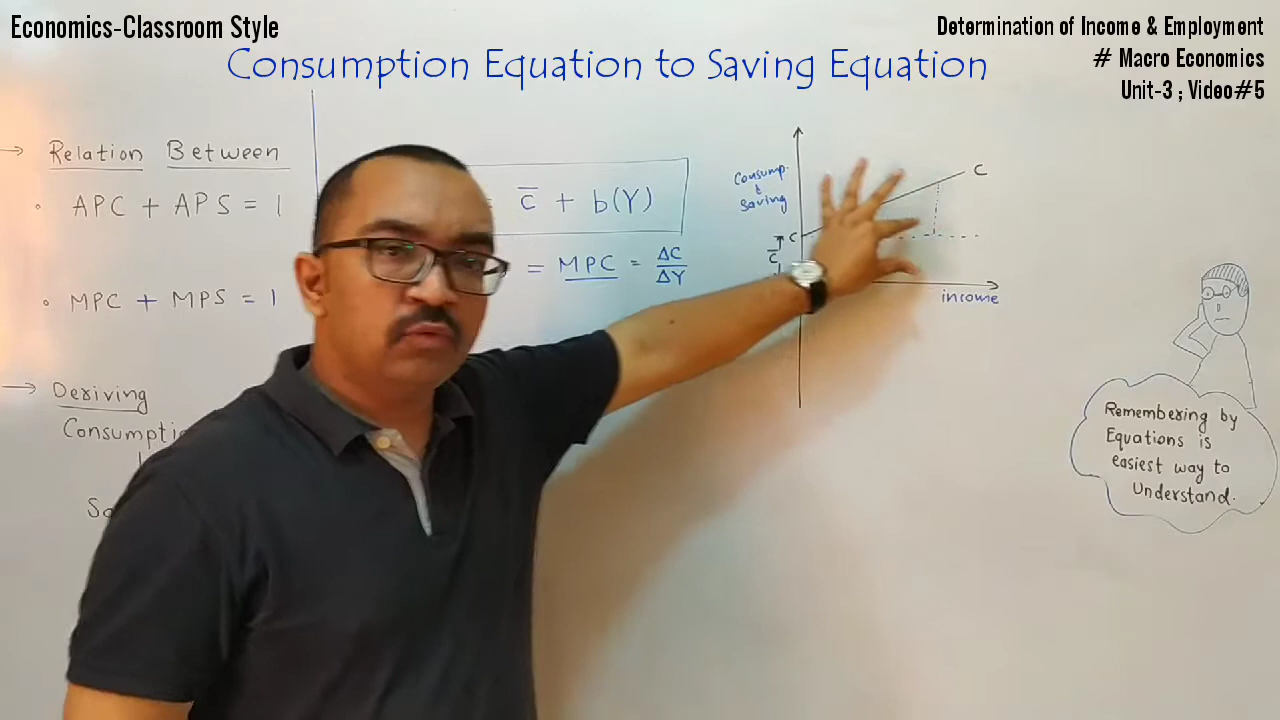 Economics-Classroom Style
Determination of Income & Employment
# Macro Economics
Unit-3 ; Video#5
Consumption Equation to Saving Equation
→ Relation Between
• APC + APS = 1
• MPC + MPS = 1
→ Deriving
= c̅ + b(Y)
= MPC = ΔC/ΔY
Consump.
&
Saving
C
C
c̅
income
Remembering by
Equations is
easiest way to
Understand.